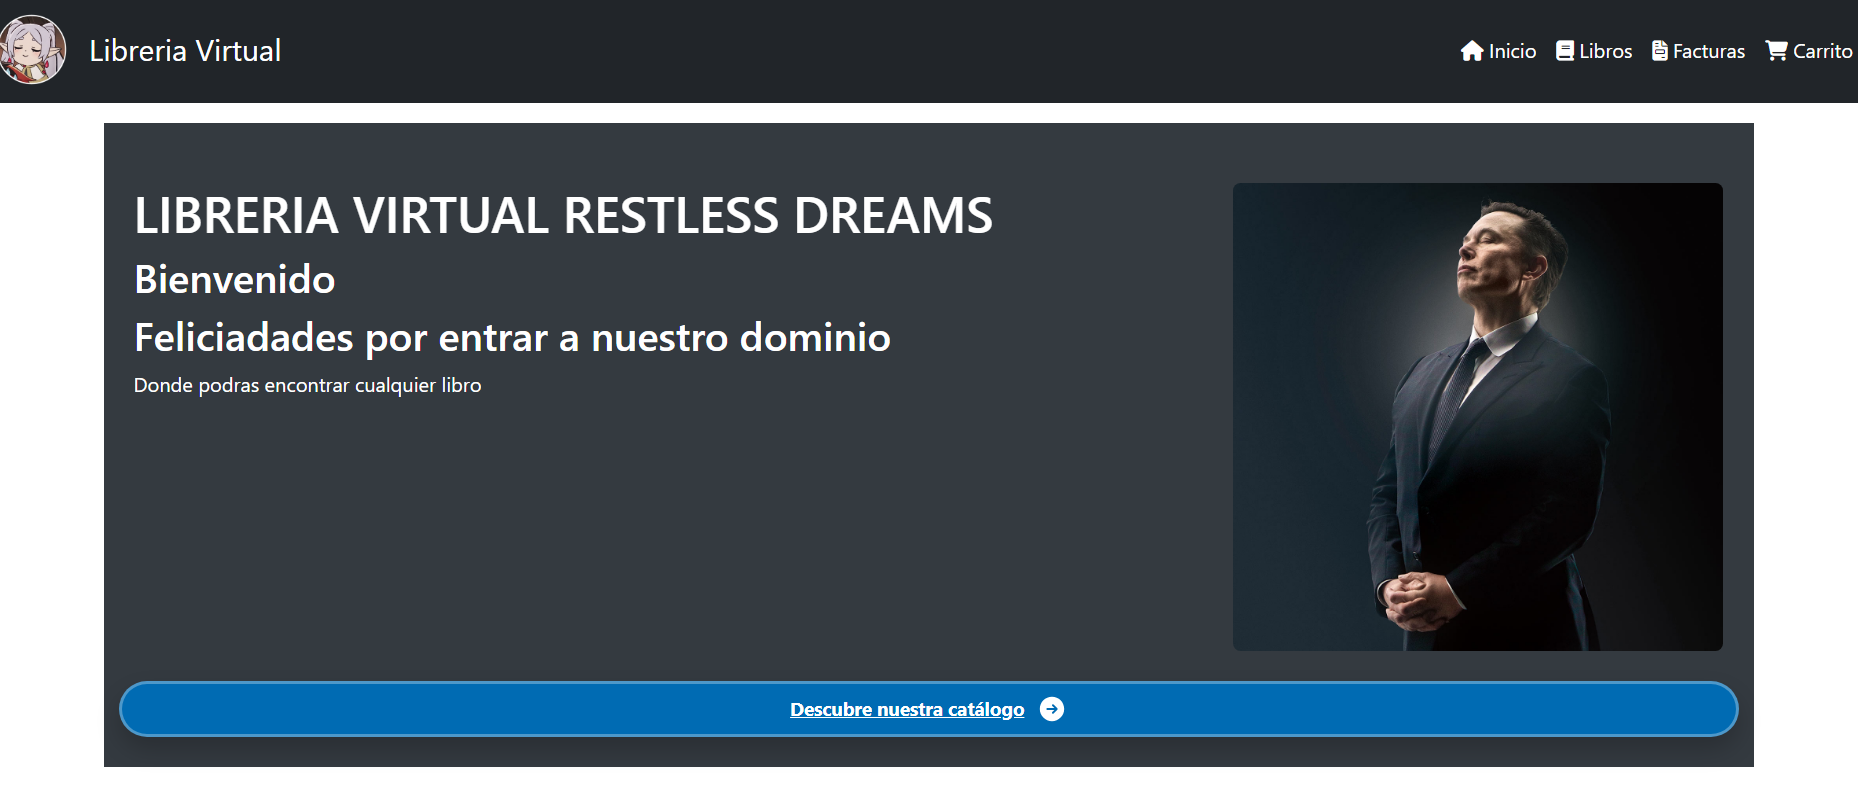 Libreria Virtual
Inicio
Libros
Facturas
Carrito
LIBRERIA VIRTUAL RESTLESS DREAMS
Bienvenido
Feliciadades por entrar a nuestro dominio
Donde podras encontrar cualquier libro
Descubre nuestra catálogo